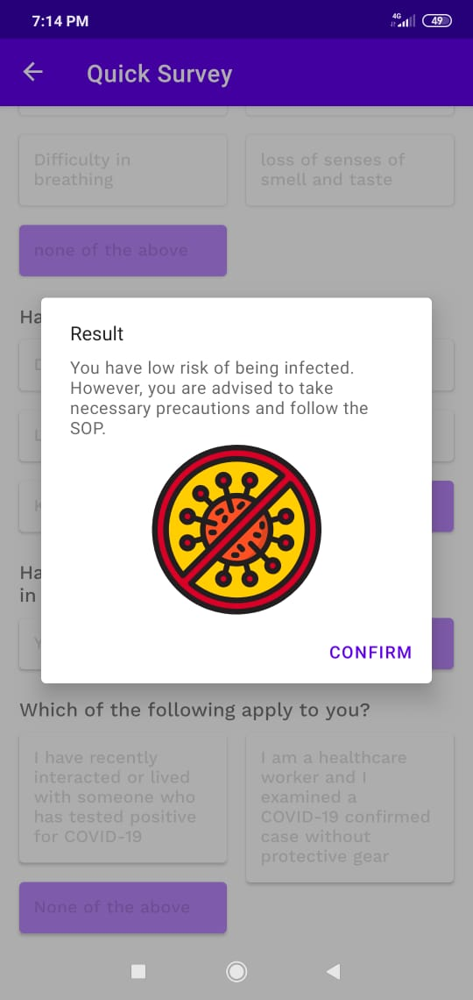 7:14 PM
4G
49
Quick Survey
Difficulty in
breathing
loss of senses of
smell and taste
none of the above
Ha
Result
You have low risk of being infected.
However, you are advised to take
necessary precautions and follow the
SOP.
Ha
in
CONFIRM
Which of the following apply to you?
I have recently
interacted or lived
with someone who
has tested positive
for COVID-19
I am a healthcare
worker and I
examined a
COVID-19 confirmed
case without
protective gear
None of the above